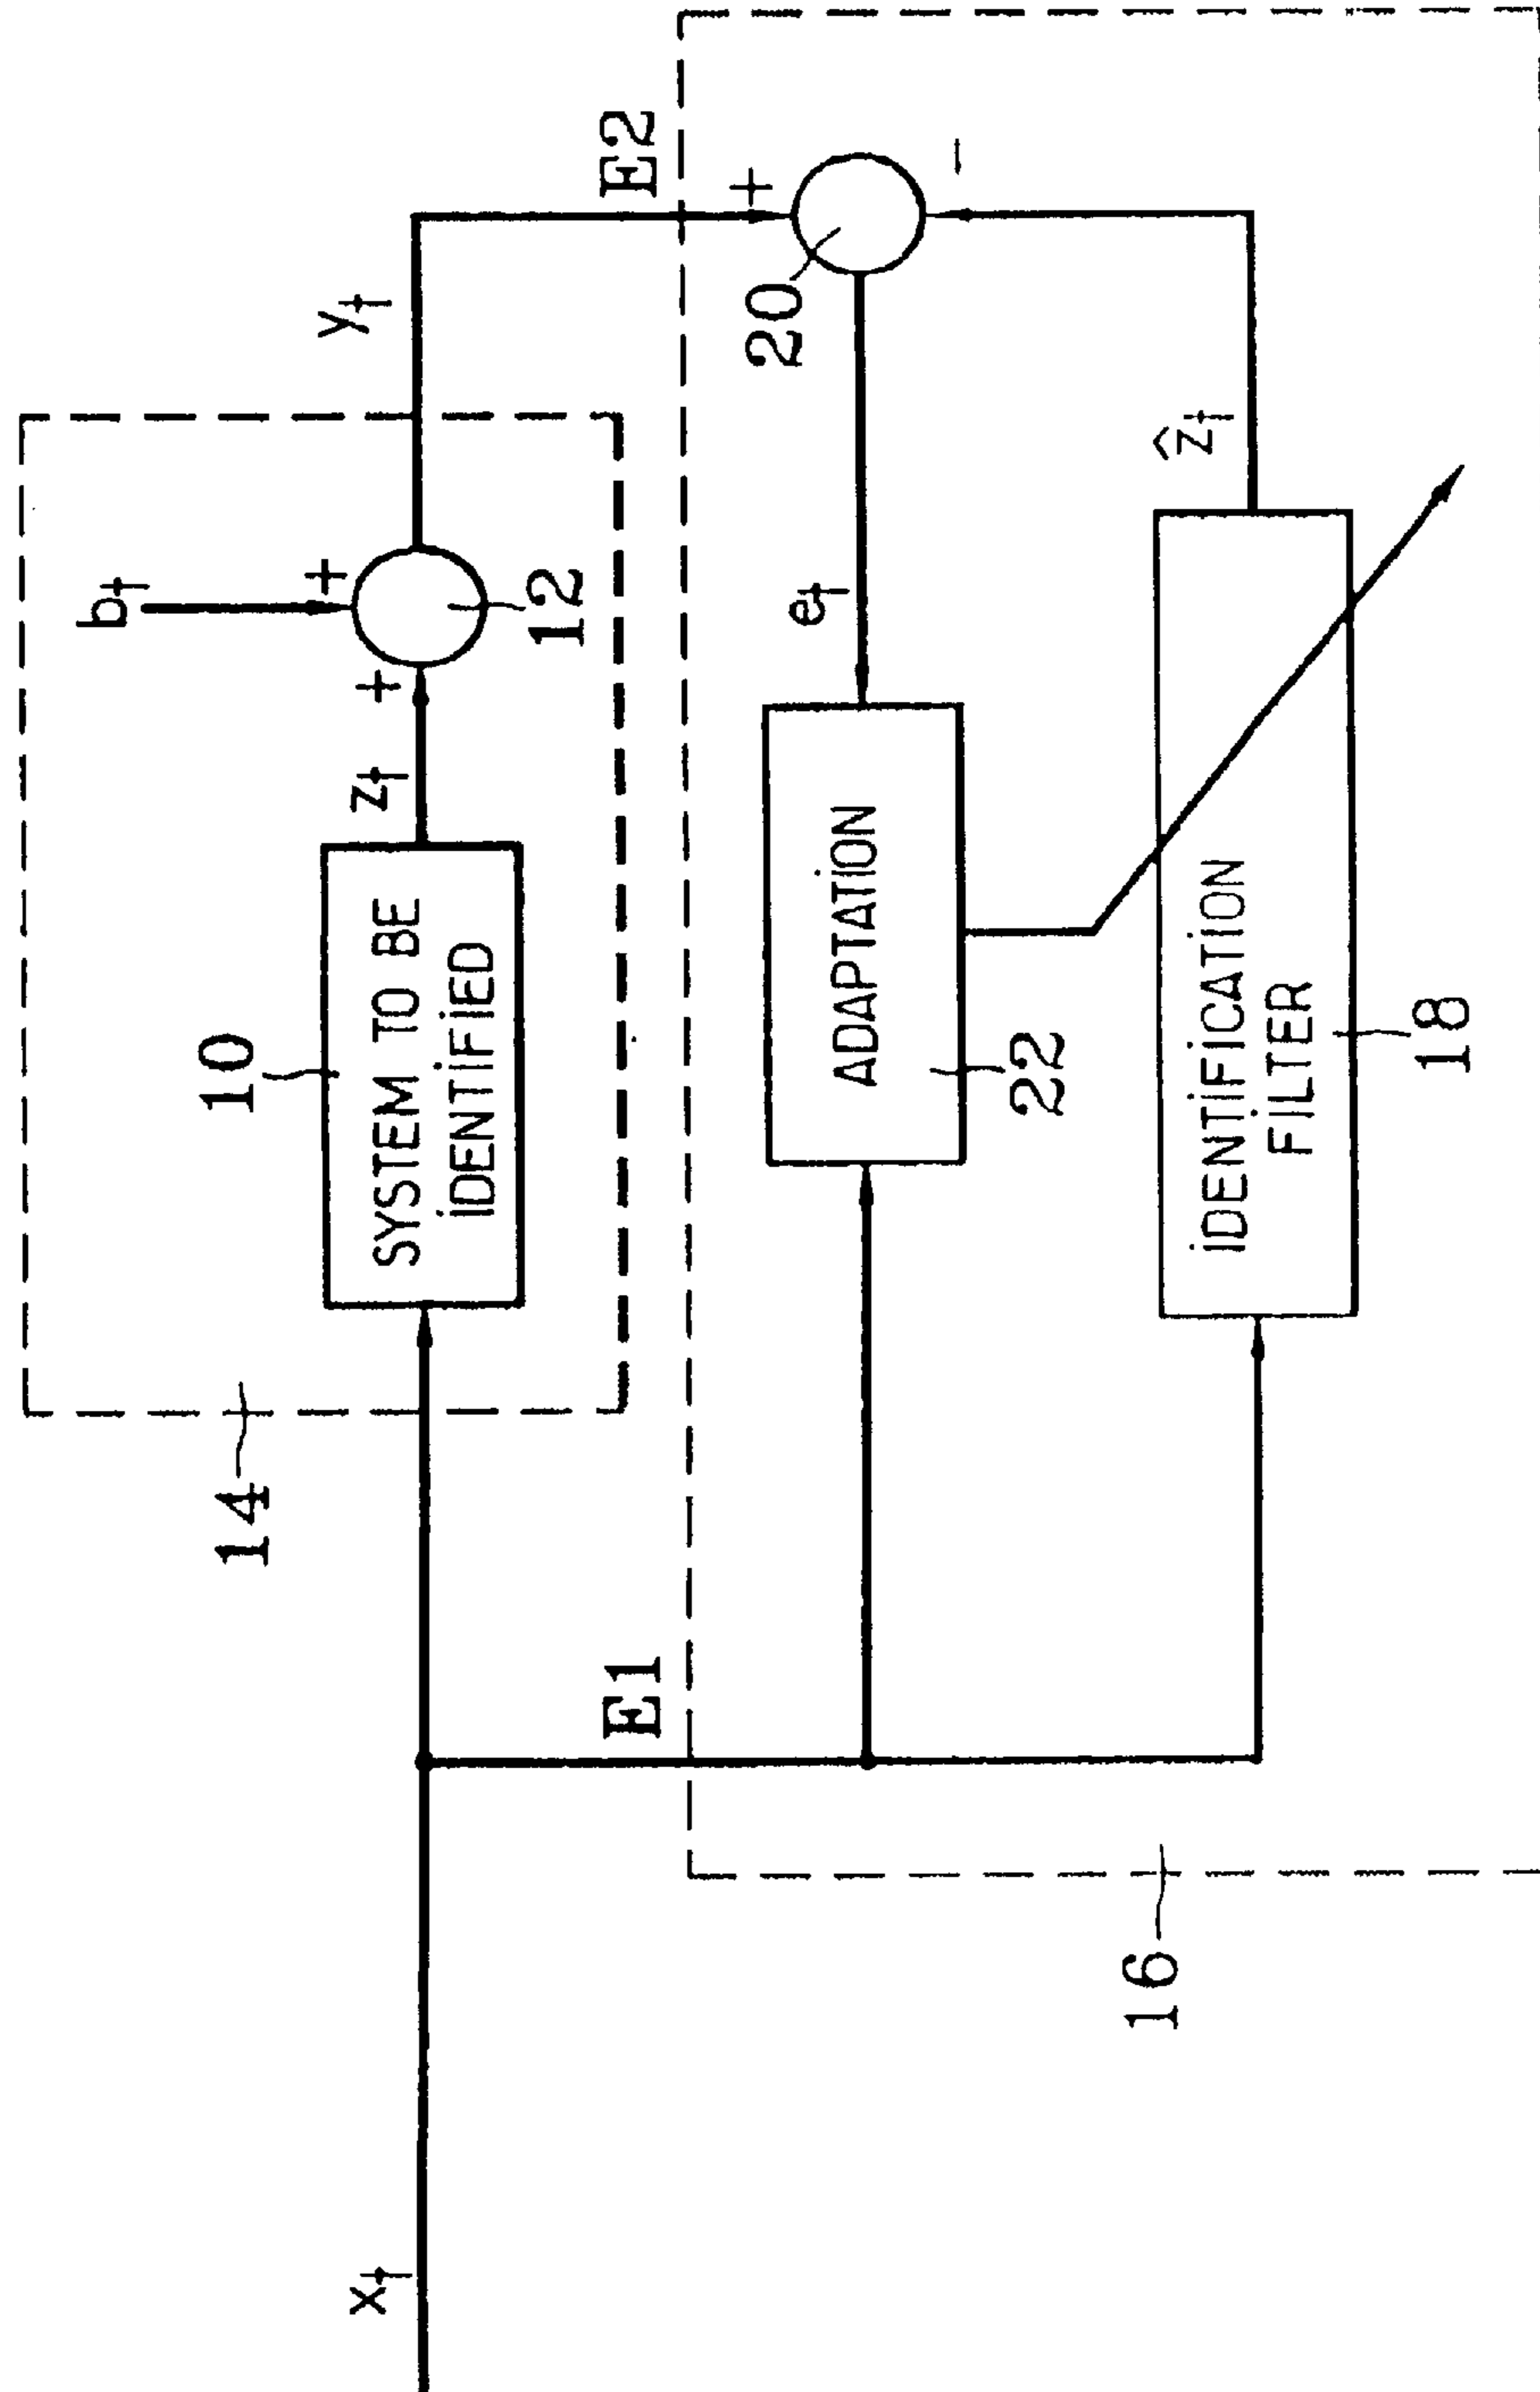 b_t
y_t
E2
10
SYSTEM TO BE
IDENTIFIED
z_t
+
+
12
14
x_t
E1
+
−
20
e_t
ADAPTATION
22
ẑ_t
IDENTIFICATION
FILTER
18
16